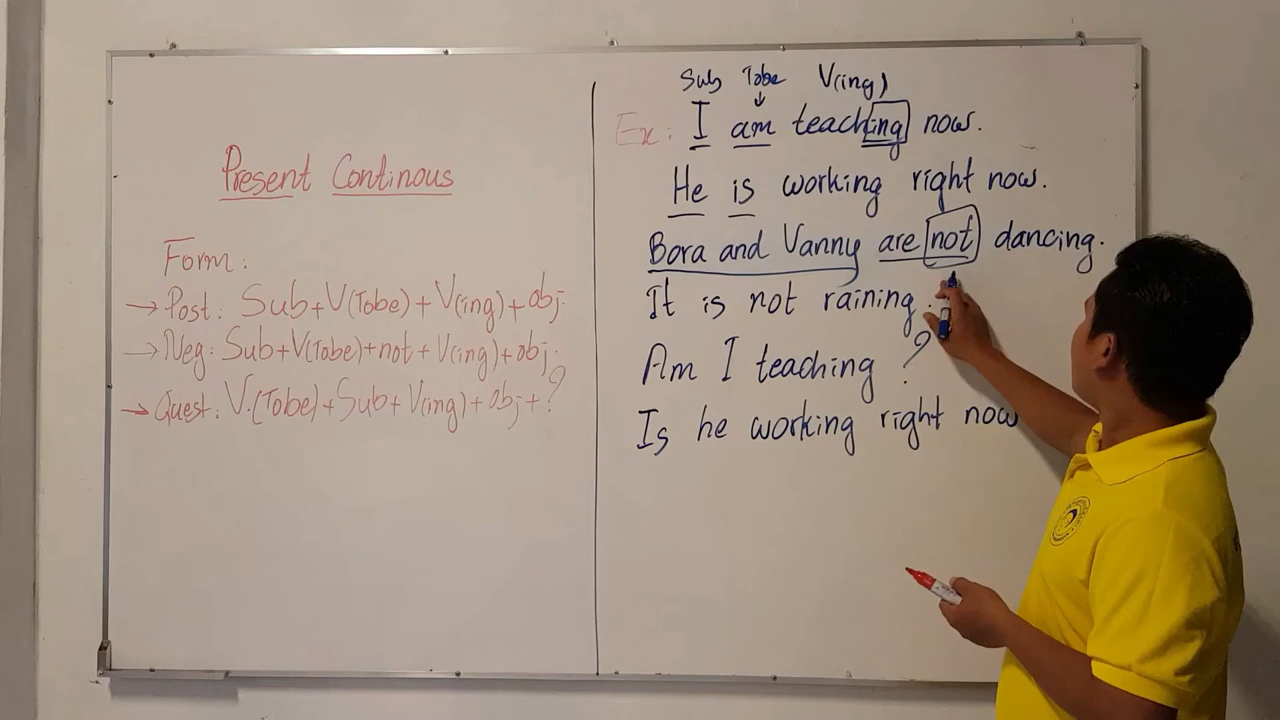 Present Continous
Form:
→ Post: Sub+V(Tobe)+V(ing)+obj.
→ Neg: Sub+V(Tobe)+not+V(ing)+obj.
→ Quest: V.(Tobe)+Sub+V(ing)+obj+?
Sub Tobe V(ing)
Ex: I am teaching now.
He is working right now.
Bora and Vanny are not dancing.
It is not raining.
Am I teaching ?
Is he working right now